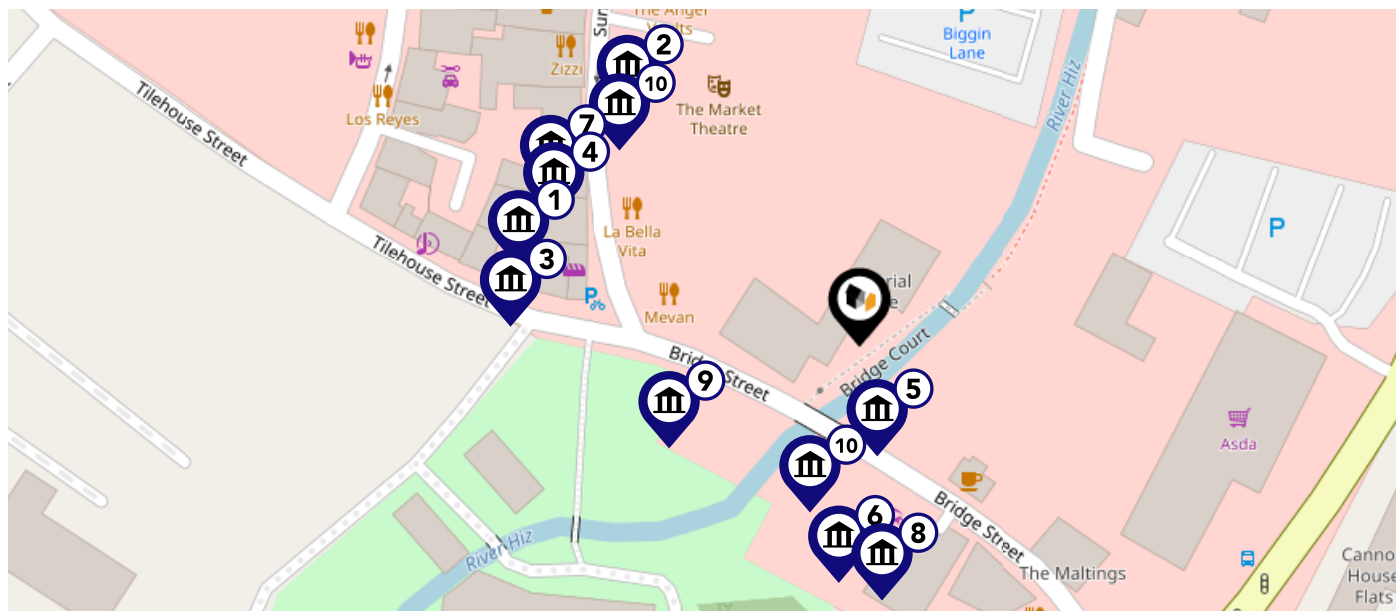 The Angel
Vaults
Sun
Biggin
Lane
P
Zizzi
2
10
The Market
Theatre
Los Reyes
Tilehouse Street
River Hiz
7
4
1
La Bella
Vita
P
3
Tilehouse Street
P
Mevan
Bridge Street
Bridge Court
9
5
10
Asda
6
8
Bridge Street
River Hiz
The Maltings
House
Flats